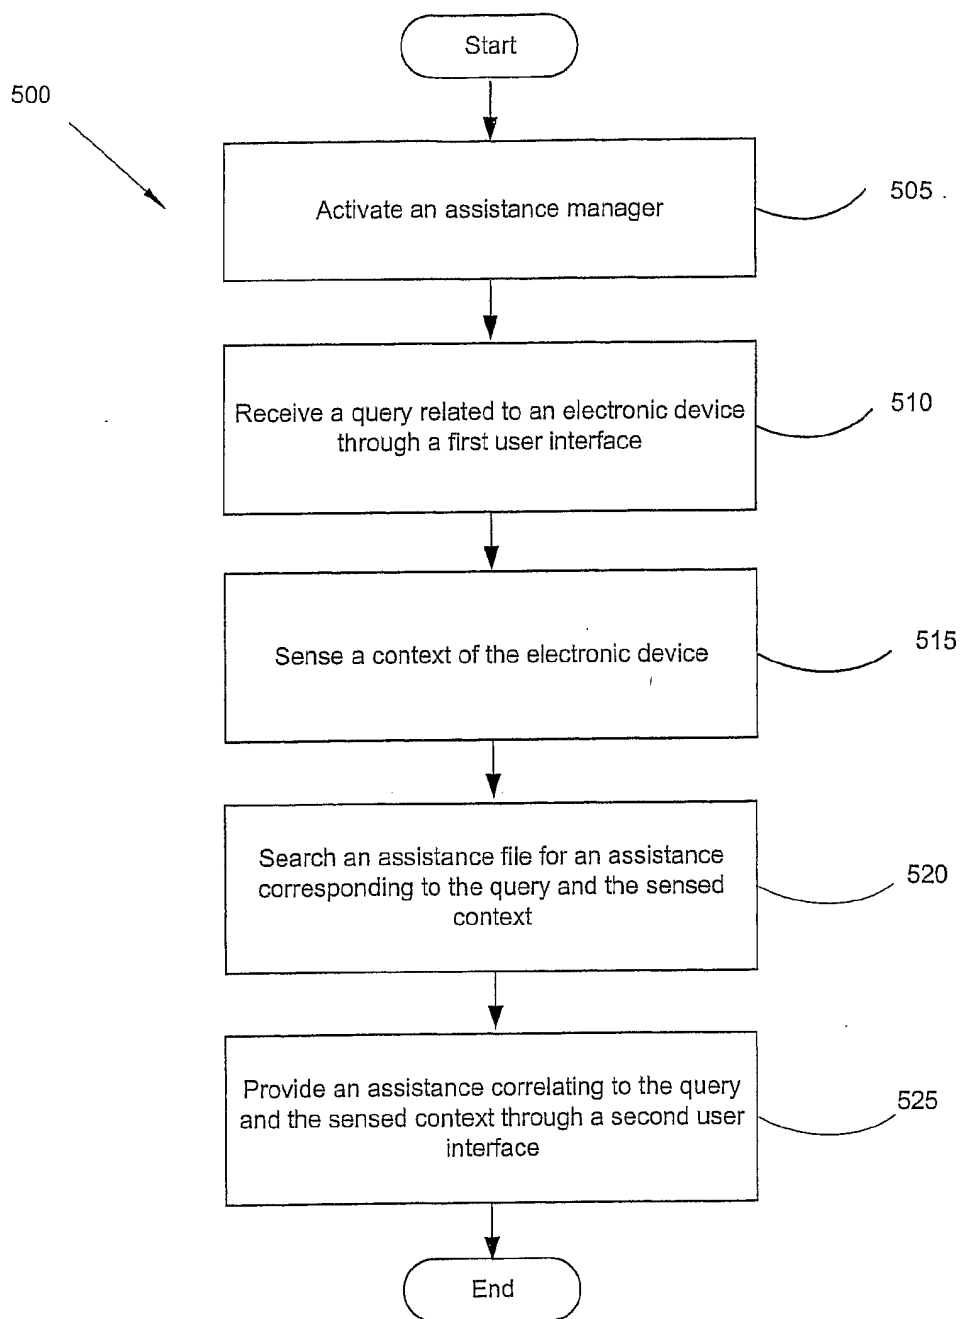 Start
500
Activate an assistance manager
505
Receive a query related to an electronic device
through a first user interface
510
Sense a context of the electronic device
515
Search an assistance file for an assistance
corresponding to the query and the sensed
context
520
Provide an assistance correlating to the query
and the sensed context through a second user
interface
525
End